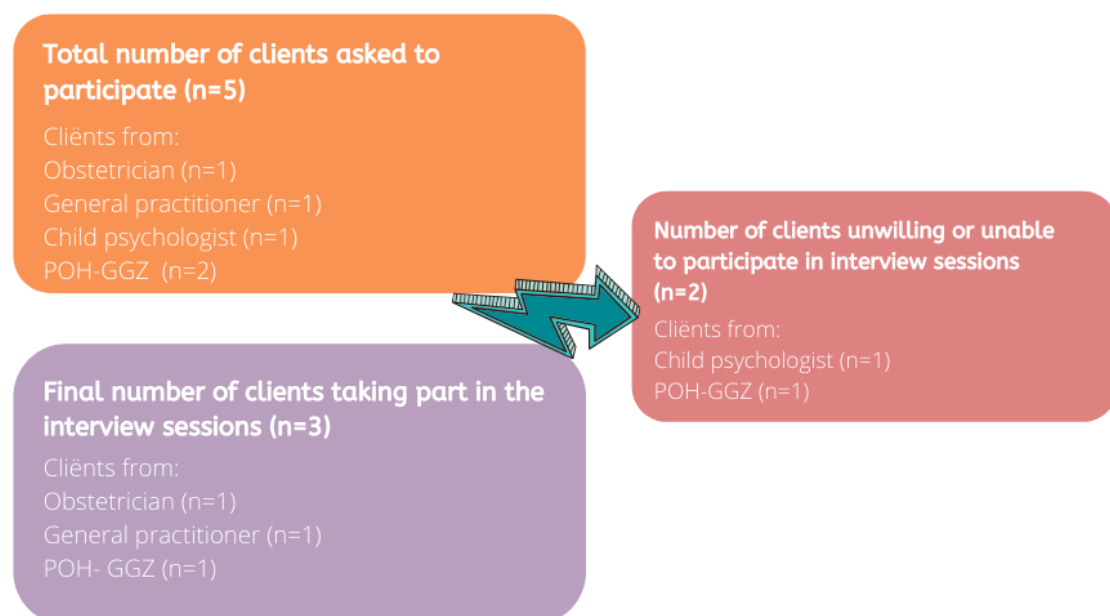 Total number of clients asked to
participate (n=5)
Cliënts from:
Obstetrician (n=1)
General practitioner (n=1)
Child psychologist (n=1)
POH-GGZ (n=2)
Number of clients unwilling or unable
to participate in interview sessions
(n=2)
Cliënts from:
Child psychologist (n=1)
POH-GGZ (n=1)
Final number of clients taking part in the
interview sessions (n=3)
Cliënts from:
Obstetrician (n=1)
General practitioner (n=1)
POH- GGZ (n=1)